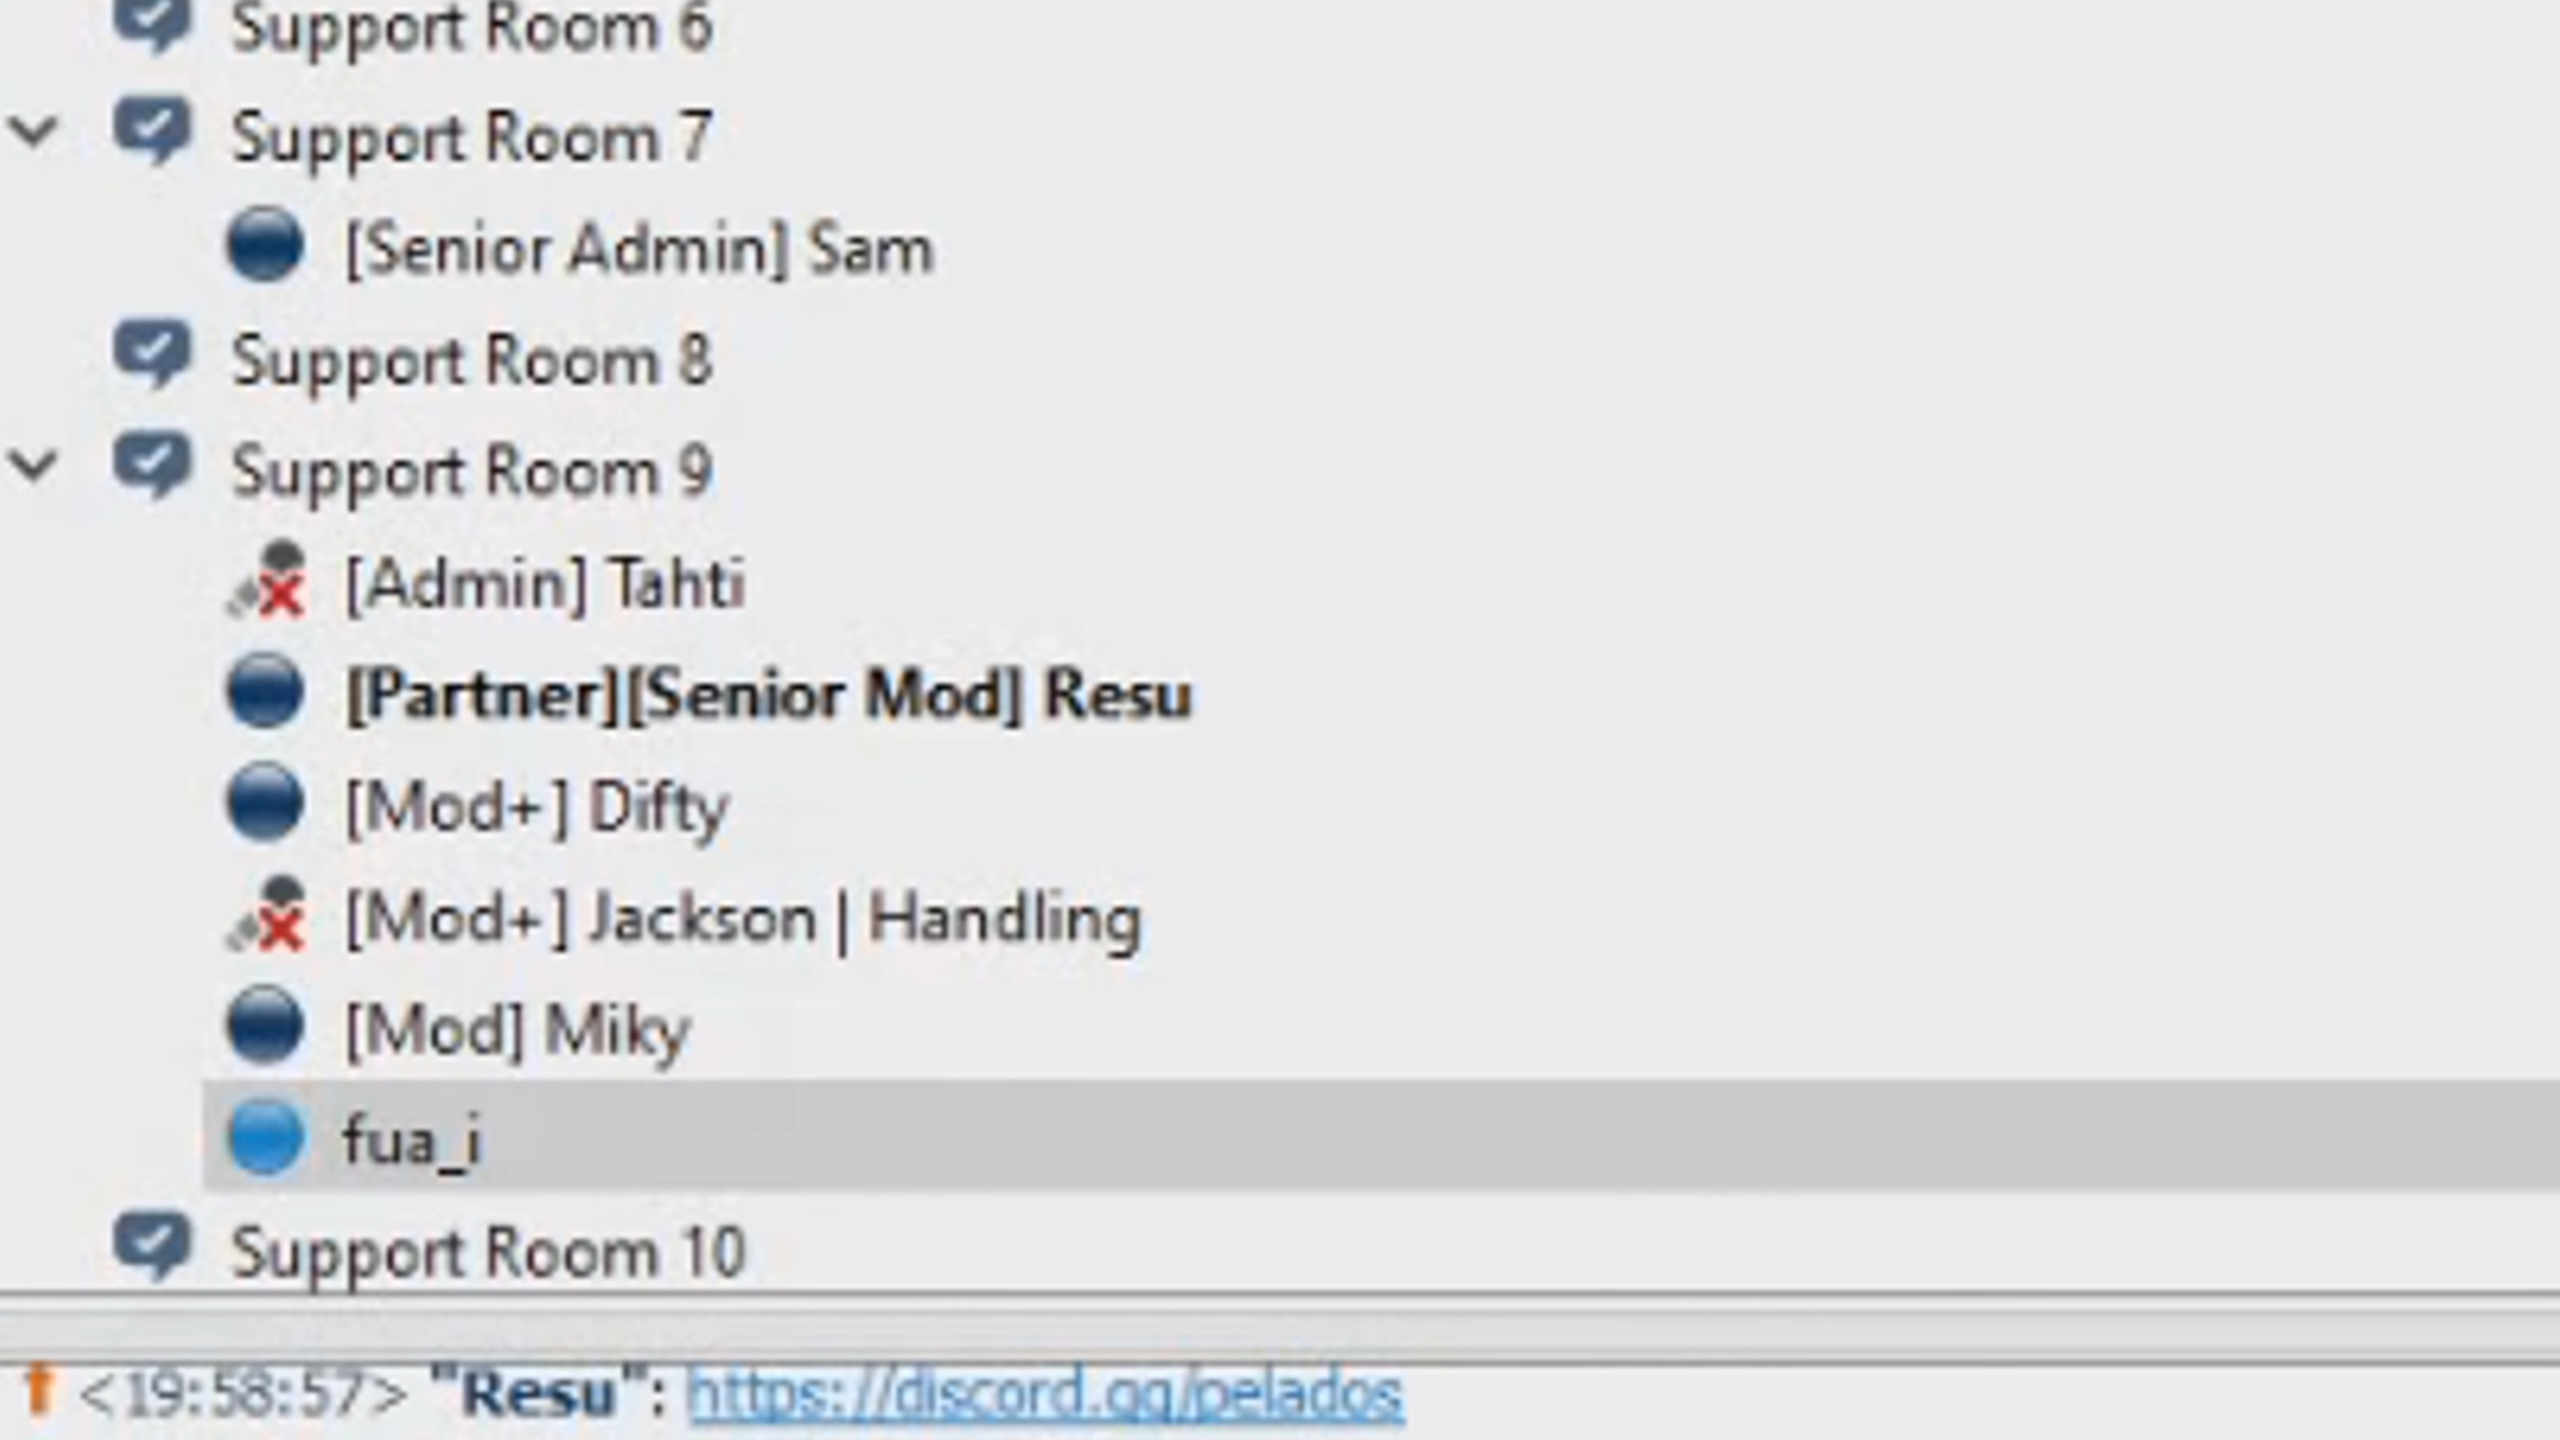 Support Room 6
Support Room 7
[Senior Admin] Sam
Support Room 8
Support Room 9
[Admin] Tahti
[Partner][Senior Mod] Resu
[Mod+] Difty
[Mod+] Jackson | Handling
[Mod] Miky
fua_i
Support Room 10
<19:58:57> "Resu": https://discord.gg/pelados